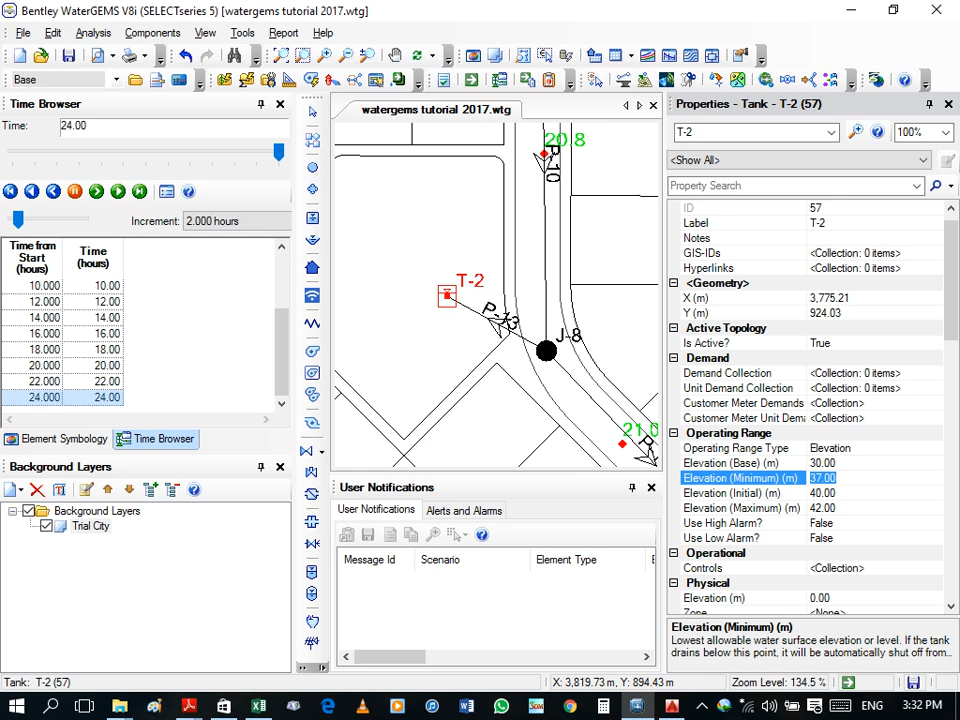 Bentley WaterGEMS V8i (SELECTseries 5) [watergems tutorial 2017.wtg]
File Edit Analysis Components View Tools Report Help
Base
Time Browser
Time: 24.00
Increment: 2.000 hours
Time from Start (hours) Time (hours)
10.000 10.00
12.000 12.00
14.000 14.00
16.000 16.00
18.000 18.00
20.000 20.00
22.000 22.00
24.000 24.00
Element Symbology Time Browser
Background Layers
Background Layers
Trial City
watergems tutorial 2017.wtg
20.8
P-10
T-2
P-13
J-8
21.0
User Notifications
User Notifications Alerts and Alarms
Message Id Scenario Element Type
Properties - Tank - T-2 (57)
T-2 100%
<Show All>
Property Search
ID 57
Label T-2
Notes
GIS-IDs <Collection: 0 items>
Hyperlinks <Collection: 0 items>
<Geometry>
X (m) 3,775.21
Y (m) 924.03
Active Topology
Is Active? True
Demand
Demand Collection <Collection: 0 items>
Unit Demand Collection <Collection: 0 items>
Customer Meter Demands <Collection>
Customer Meter Unit Dema <Collection>
Operating Range
Operating Range Type Elevation
Elevation (Base) (m) 30.00
Elevation (Minimum) (m) 37.00
Elevation (Initial) (m) 40.00
Elevation (Maximum) (m) 42.00
Use High Alarm? False
Use Low Alarm? False
Operational
Controls <Collection>
Physical
Elevation (m) 0.00
Zone <None>
Elevation (Minimum) (m)
Lowest allowable water surface elevation or level. If the tank
drains below this point, it will be automatically shut off from...
Tank: T-2 (57) X: 3,819.73 m, Y: 894.43 m Zoom Level: 134.5 %
ENG 3:32 PM